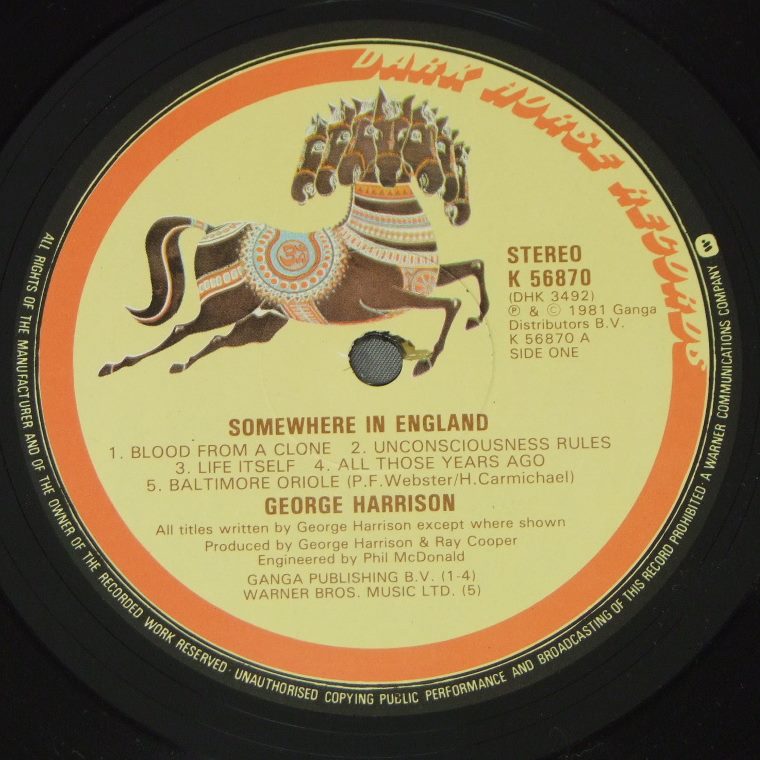 DARK HORSE RECORDS
STEREO
K 56870
(DHK 3492)
℗ & © 1981 Ganga
Distributors B.V.
K 56870 A
SIDE ONE
SOMEWHERE IN ENGLAND
1. BLOOD FROM A CLONE 2. UNCONSCIOUSNESS RULES
3. LIFE ITSELF 4. ALL THOSE YEARS AGO
5. BALTIMORE ORIOLE (P.F.Webster/H.Carmichael)
GEORGE HARRISON
All titles written by George Harrison except where shown
Produced by George Harrison & Ray Cooper
Engineered by Phil McDonald
GANGA PUBLISHING B.V. (1-4)
WARNER BROS. MUSIC LTD. (5)
ALL RIGHTS OF THE MANUFACTURER AND OF THE OWNER OF THE RECORDED WORK RESERVED · UNAUTHORISED COPYING PUBLIC PERFORMANCE AND BROADCASTING OF THIS RECORD PROHIBITED · A WARNER COMMUNICATIONS COMPANY